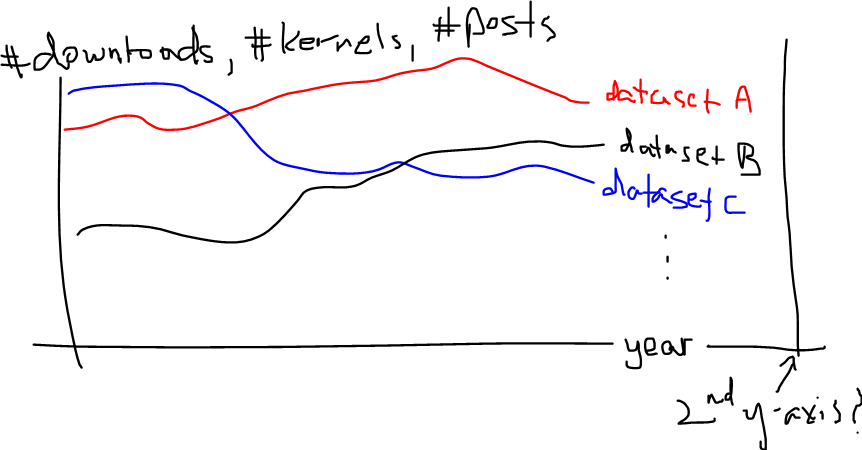 #downloads, #kernels, #posts
dataset A
dataset B
dataset C
year
2nd y-axis?